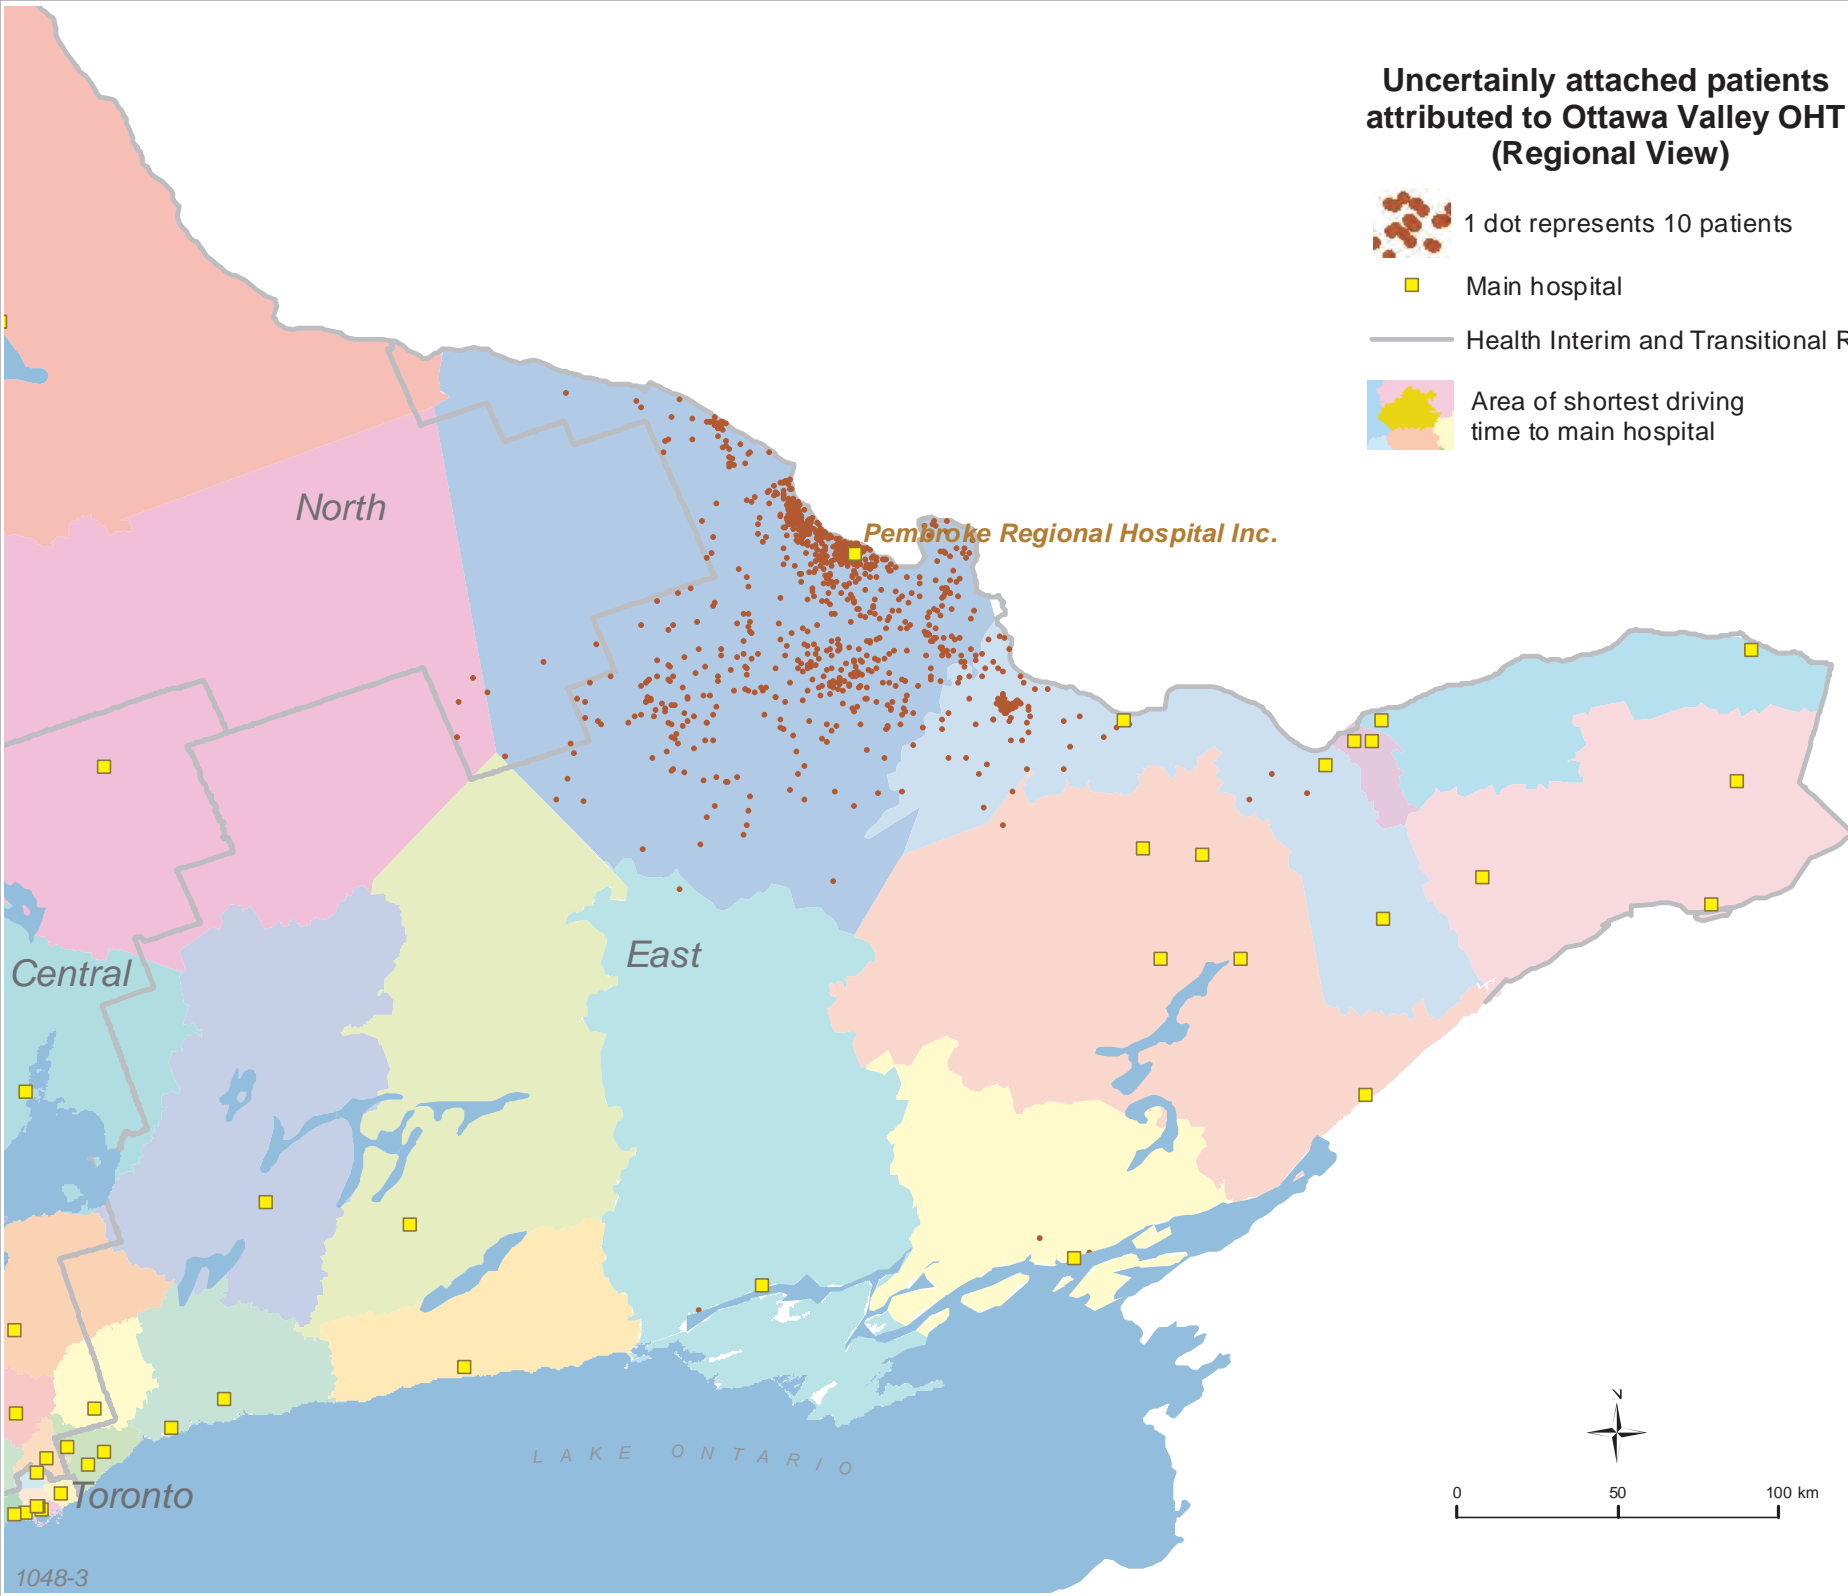 Uncertainly attached patients
attributed to Ottawa Valley OHT
(Regional View)
1 dot represents 10 patients
Main hospital
Health Interim and Transitional R
Area of shortest driving
time to main hospital
North
Pembroke Regional Hospital Inc.
East
Central
LAKE ONTARIO
Toronto
N
0 50 100 km
1048-3